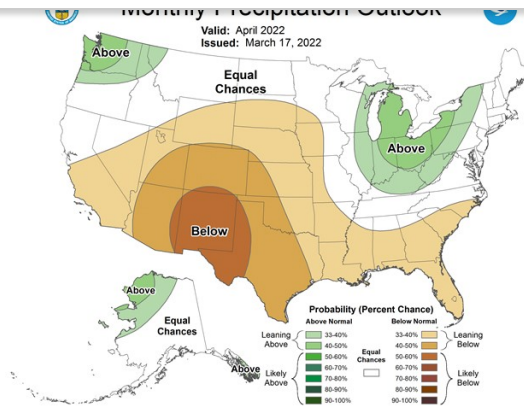 Monthly Precipitation Outlook
Valid: April 2022
Issued: March 17, 2022
Above
Equal
Chances
Above
Below
Above
Equal
Chances
Above
Probability (Percent Chance)
Above Normal
Below Normal
Leaning
Above
33-40%
40-50%
Likely
Above
50-60%
60-70%
70-80%
80-90%
90-100%
Equal
Chances
33-40%
40-50%
Leaning
Below
50-60%
60-70%
70-80%
80-90%
90-100%
Likely
Below